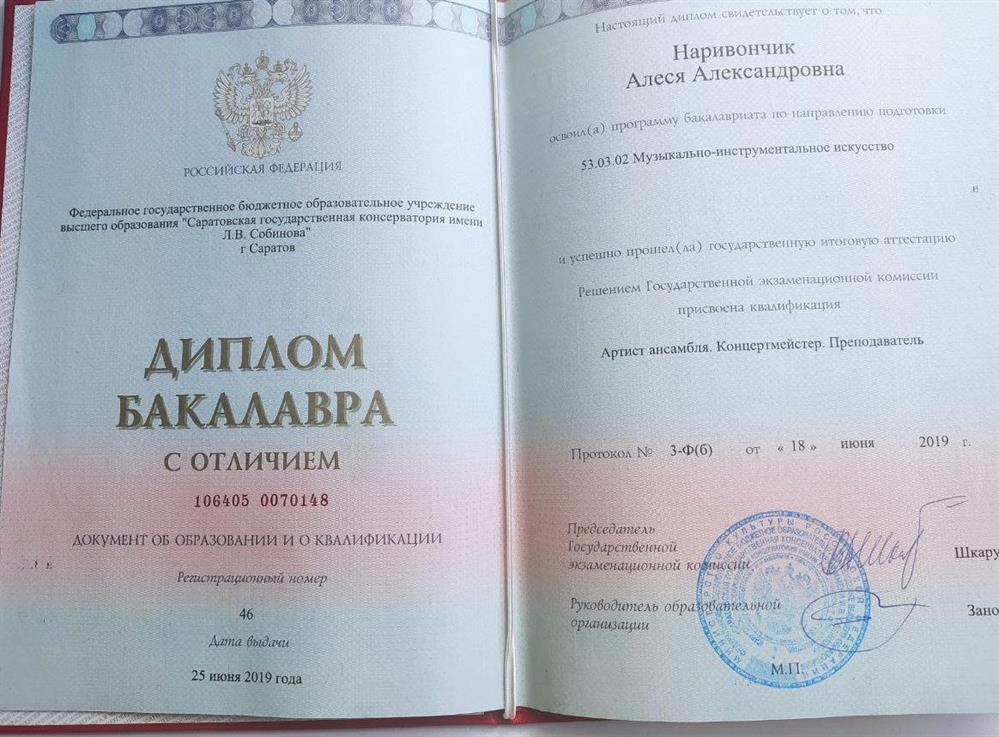 РОССИЙСКАЯ ФЕДЕРАЦИЯ
Федеральное государственное бюджетное образовательное учреждение
высшего образования "Саратовская государственная консерватория имени
Л.В. Собинова"
г Саратов
ДИПЛОМ
БАКАЛАВРА
С ОТЛИЧИЕМ
106405 0070148
ДОКУМЕНТ ОБ ОБРАЗОВАНИИ И О КВАЛИФИКАЦИИ
Регистрационный номер
46
Дата выдачи
25 июня 2019 года
Настоящий диплом свидетельствует о том, что
Наривончик
Алеся Александровна
освоил(а) программу бакалавриата по направлению подготовки
53.03.02 Музыкально-инструментальное искусство
и
и успешно прошел(ла) государственную итоговую аттестацию
Решением Государственной экзаменационной комиссии
присвоена квалификация
Артист ансамбля. Концертмейстер. Преподаватель
Протокол № 3-Ф(б) от « 18 » июня 2019 г.
Председатель
Государственной
экзаменационной комиссии Шкару
Руководитель образовательной Зано
организации
М.П.